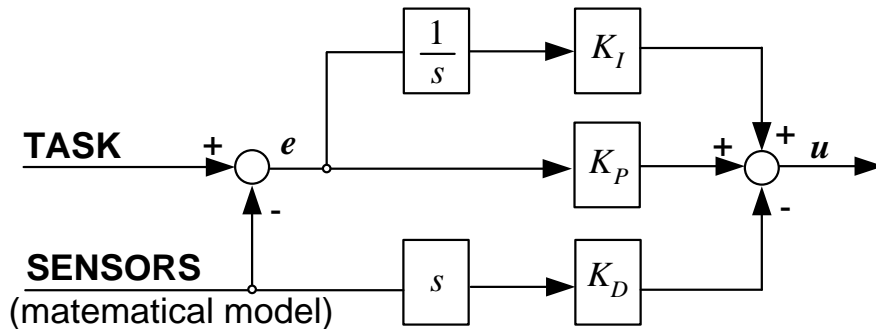 1
s
K_I
TASK
+
e
+
+
K_P
u
-
-
SENSORS
s
K_D
(matematical model)